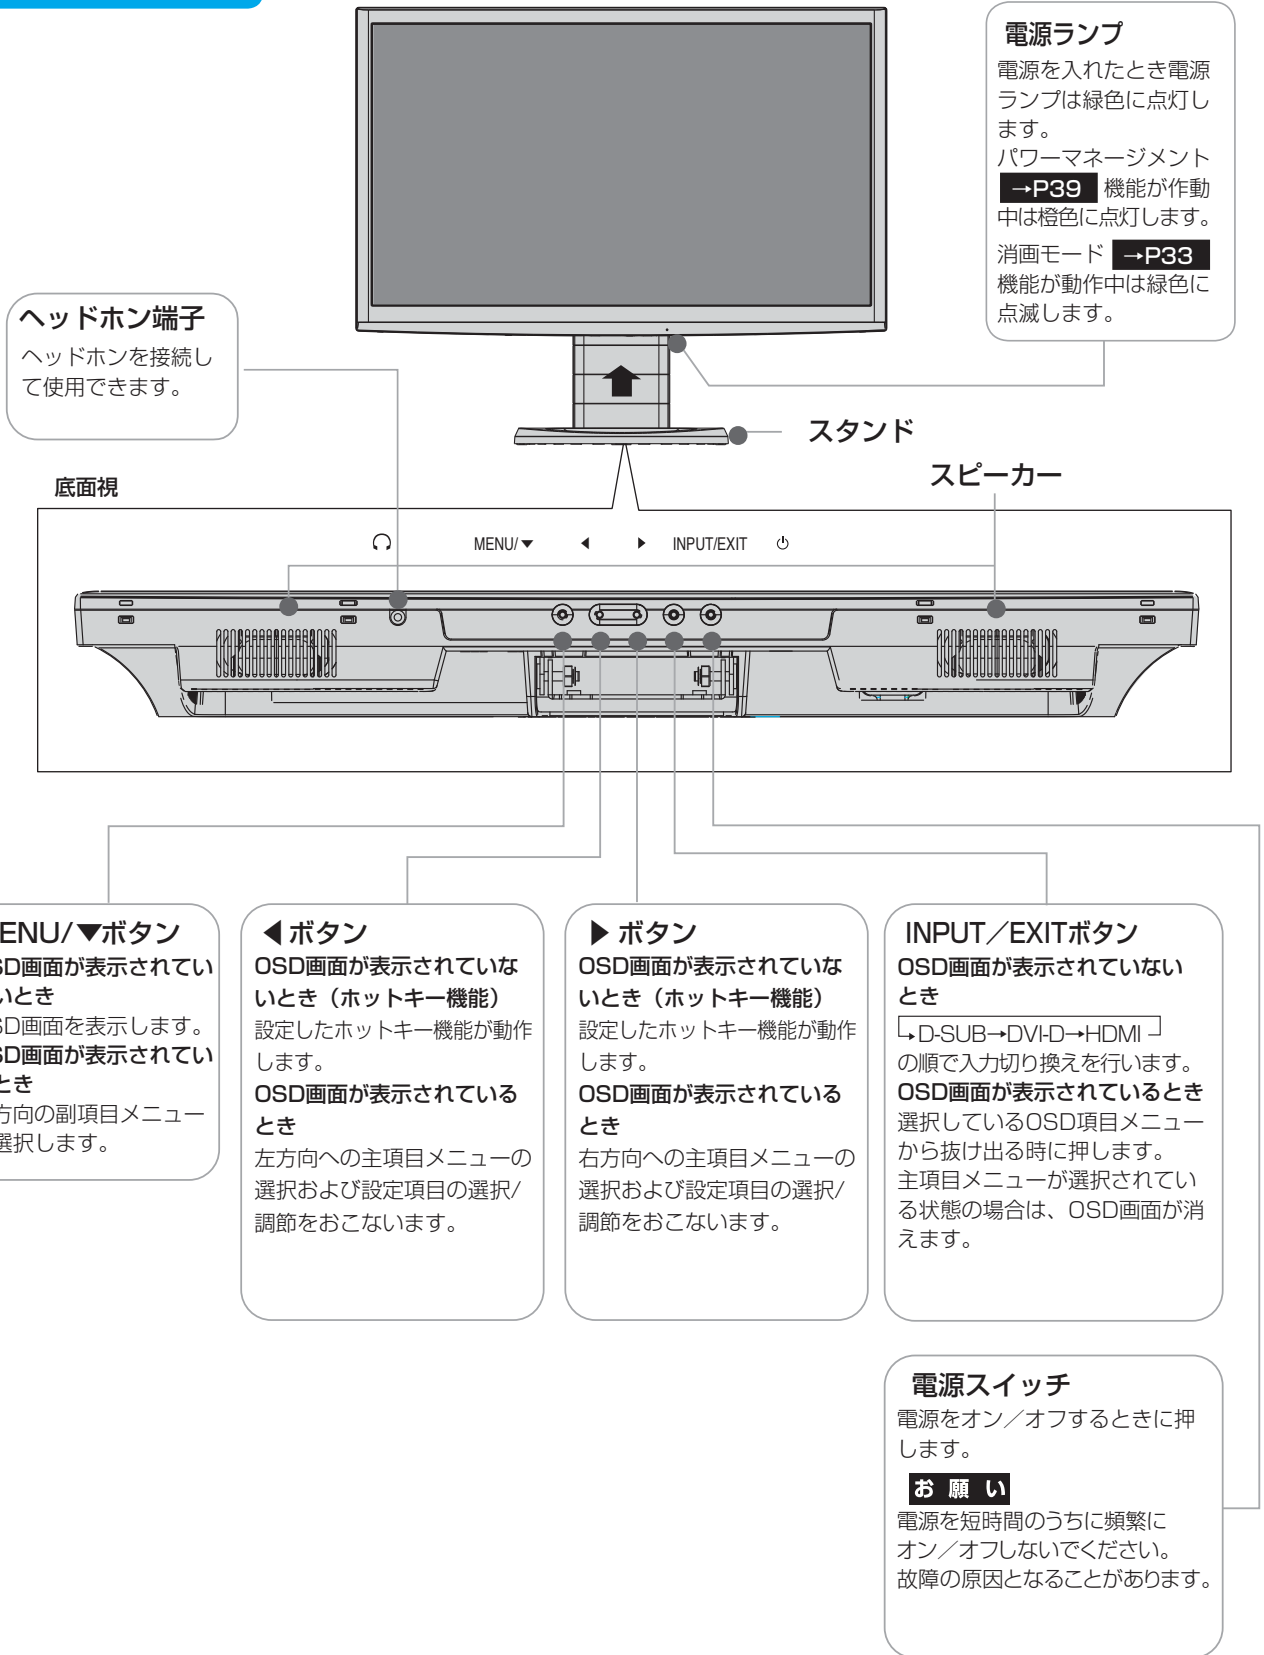 電源ランプ
電源を入れたとき電源
ランプは緑色に点灯し
ます。
パワーマネージメント
→P39 機能が作動
中は橙色に点灯します。
消画モード →P33
機能が動作中は緑色に
点滅します。
ヘッドホン端子
ヘッドホンを接続し
て使用できます。
スタンド
スピーカー
底面視
MENU/▼ ◀ ▶ INPUT/EXIT ⏻
ENU/▼ボタン
SD画面が表示されてい
いとき
SD画面を表示します。
SD画面が表示されてい
とき
方向の副項目メニュー
選択します。
◀ボタン
OSD画面が表示されていな
いとき（ホットキー機能）
設定したホットキー機能が動作
します。
OSD画面が表示されている
とき
左方向への主項目メニューの
選択および設定項目の選択/
調節をおこないます。
▶ボタン
OSD画面が表示されていな
いとき（ホットキー機能）
設定したホットキー機能が動作
します。
OSD画面が表示されている
とき
右方向への主項目メニューの
選択および設定項目の選択/
調節をおこないます。
INPUT／EXITボタン
OSD画面が表示されていない
とき
D-SUB→DVI-D→HDMI
の順で入力切り換えを行います。
OSD画面が表示されているとき
選択しているOSD項目メニュー
から抜け出る時に押します。
主項目メニューが選択されてい
る状態の場合は、OSD画面が消
えます。
電源スイッチ
電源をオン／オフするときに押
します。
お願い
電源を短時間のうちに頻繁に
オン／オフしないでください。
故障の原因となることがあります。